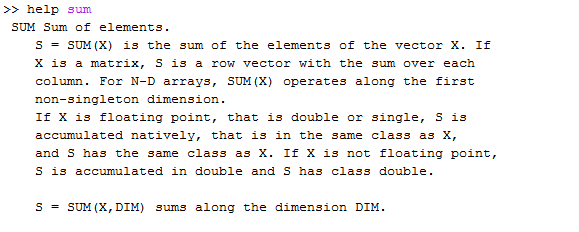 >> help sum
SUM Sum of elements.
S = SUM(X) is the sum of the elements of the vector X. If
X is a matrix, S is a row vector with the sum over each
column. For N-D arrays, SUM(X) operates along the first
non-singleton dimension.
If X is floating point, that is double or single, S is
accumulated natively, that is in the same class as X,
and S has the same class as X. If X is not floating point,
S is accumulated in double and S has class double.
S = SUM(X,DIM) sums along the dimension DIM.